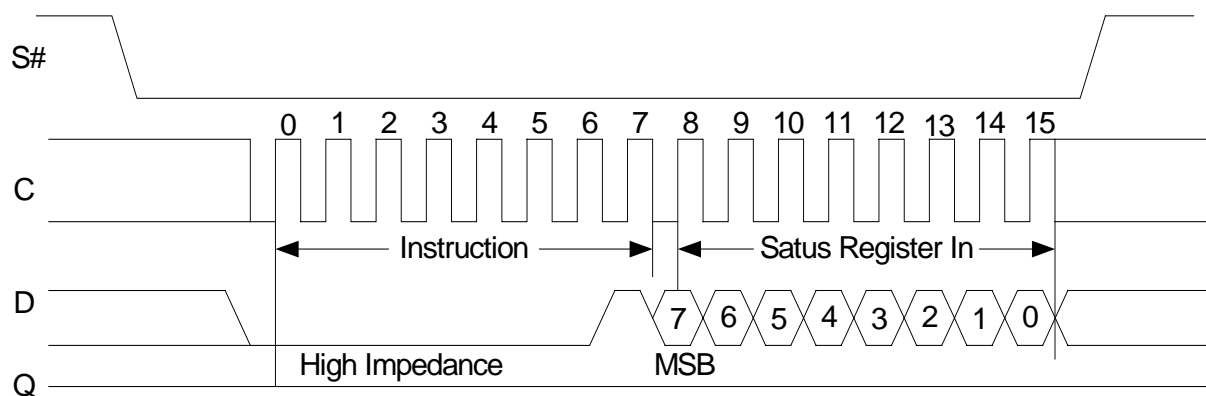 S#
0 1 2 3 4 5 6 7 8 9 10 11 12 13 14 15
C
Instruction
Satus Register In
D
7 6 5 4 3 2 1 0
High Impedance
MSB
Q